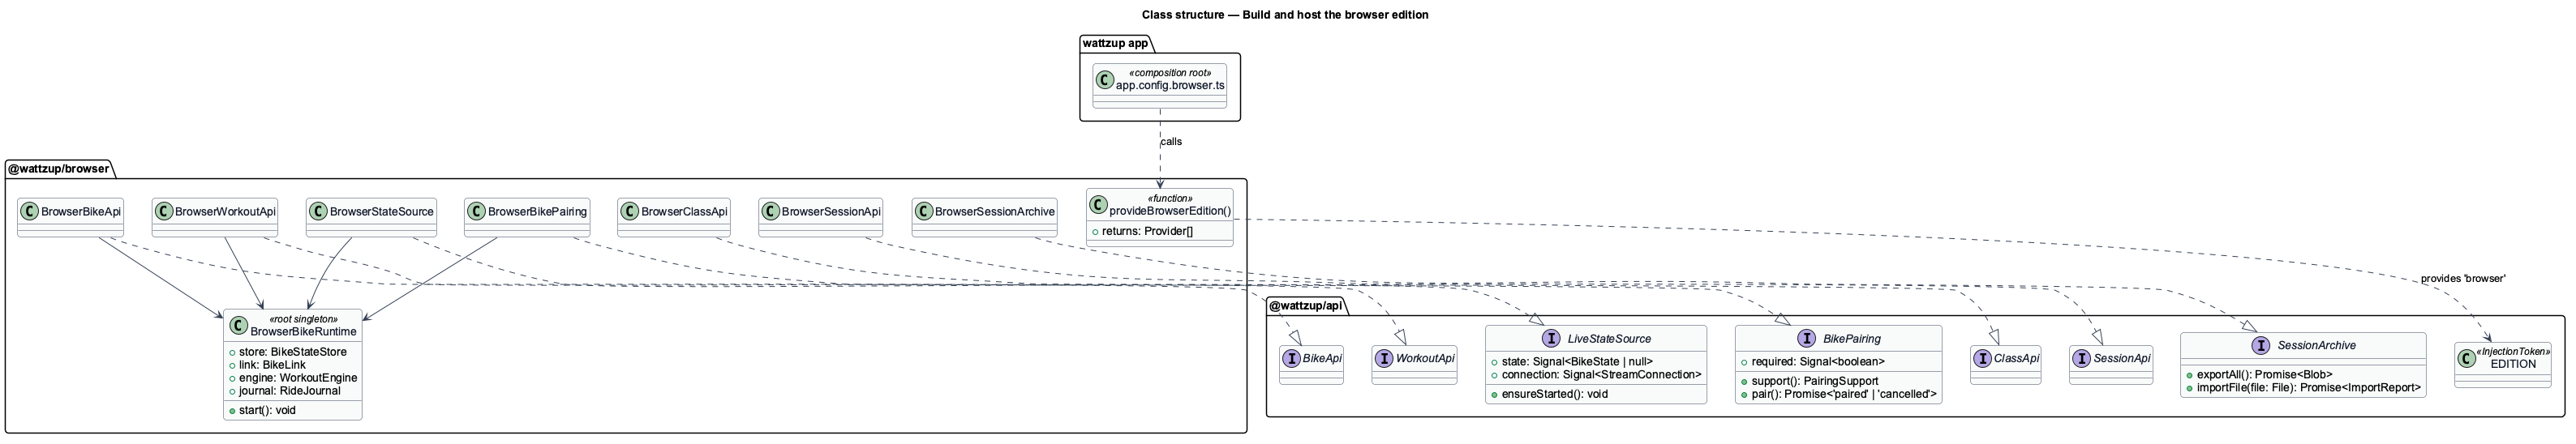 Class structure — Build and host the browser edition
wattzup app
C
«composition root»
app.config.browser.ts
calls
@wattzup/browser
C BrowserBikeApi
C BrowserWorkoutApi
C BrowserStateSource
C BrowserBikePairing
C BrowserClassApi
C BrowserSessionApi
C BrowserSessionArchive
C
«function»
provideBrowserEdition()
returns: Provider[]
provides 'browser'
C
«root singleton»
BrowserBikeRuntime
store: BikeStateStore
link: BikeLink
engine: WorkoutEngine
journal: RideJournal
start(): void
@wattzup/api
I BikeApi
I WorkoutApi
I LiveStateSource
state: Signal<BikeState | null>
connection: Signal<StreamConnection>
ensureStarted(): void
I BikePairing
required: Signal<boolean>
support(): PairingSupport
pair(): Promise<'paired' | 'cancelled'>
I ClassApi
I SessionApi
I SessionArchive
exportAll(): Promise<Blob>
importFile(file: File): Promise<ImportReport>
C
«InjectionToken»
EDITION